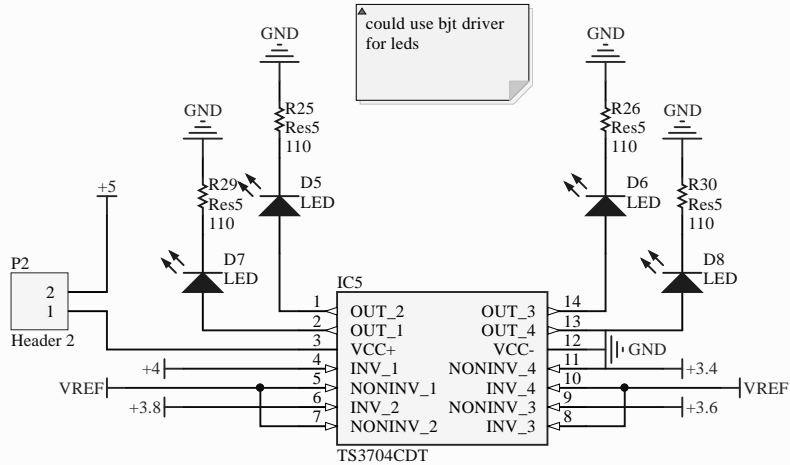 could use bjt driver
for leds
GND
GND
GND
GND
R25
Res5
110
R26
Res5
110
R29
Res5
110
R30
Res5
110
+5
D5
LED
D6
LED
D7
LED
D8
LED
P2
2
1
Header 2
IC5
1 OUT_2
2 OUT_1
3 VCC+
4 INV_1
5 NONINV_1
6 INV_2
7 NONINV_2
OUT_3 14
OUT_4 13
VCC- 12
NONINV_4 11
INV_4 10
NONINV_3 9
INV_3 8
GND
+4
VREF
+3.8
+3.4
VREF
+3.6
TS3704CDT